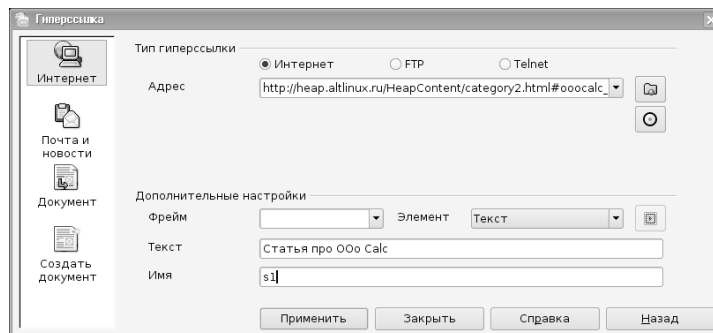 Гиперссылка
Тип гиперссылки
Интернет FTP Telnet
Интернет
Адрес http://heap.altlinux.ru/HeapContent/category2.html#ooocalc_
Почта и новости
Документ
Дополнительные настройки
Фрейм Элемент Текст
Текст Статья про OOo Calc
Создать документ
Имя s1
Применить Закрыть Справка Назад